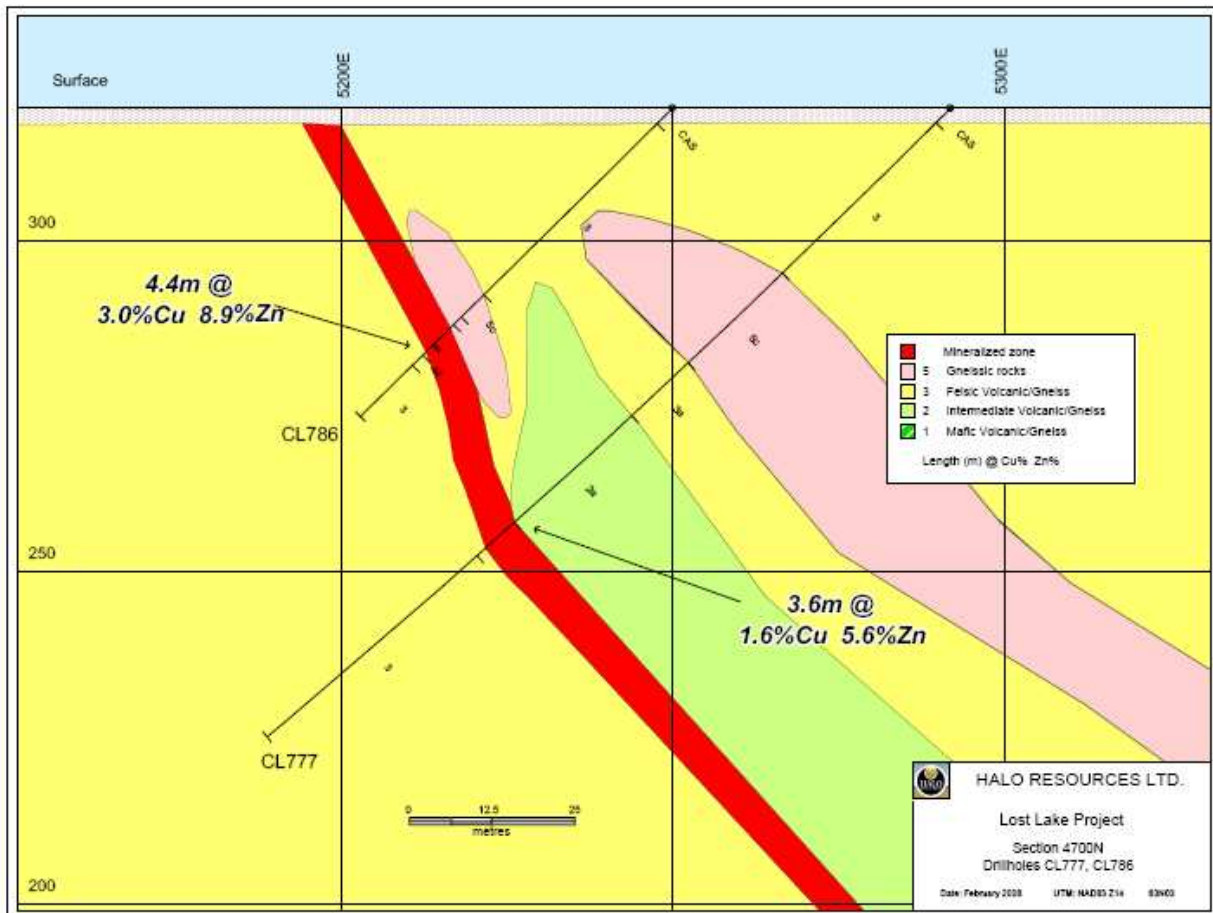 Surface
5200E
5300E
CAS
CAS
300
4.4m @
3.0%Cu 8.9%Zn
Mineralized zone
5 Gneissic rocks
3 Felsic Volcanic/Gneiss
2 Intermediate Volcanic/Gneiss
1 Mafic Volcanic/Gneiss
Length (m) @ Cu% Zn%
CL786
250
3.6m @
1.6%Cu 5.6%Zn
CL777
0 12.5 25
metres
200
HALO
HALO RESOURCES LTD.
Lost Lake Project
Section 4700N
Drillholes CL777, CL786
Date: February 2008 UTM: NAD83 Z14 63N03